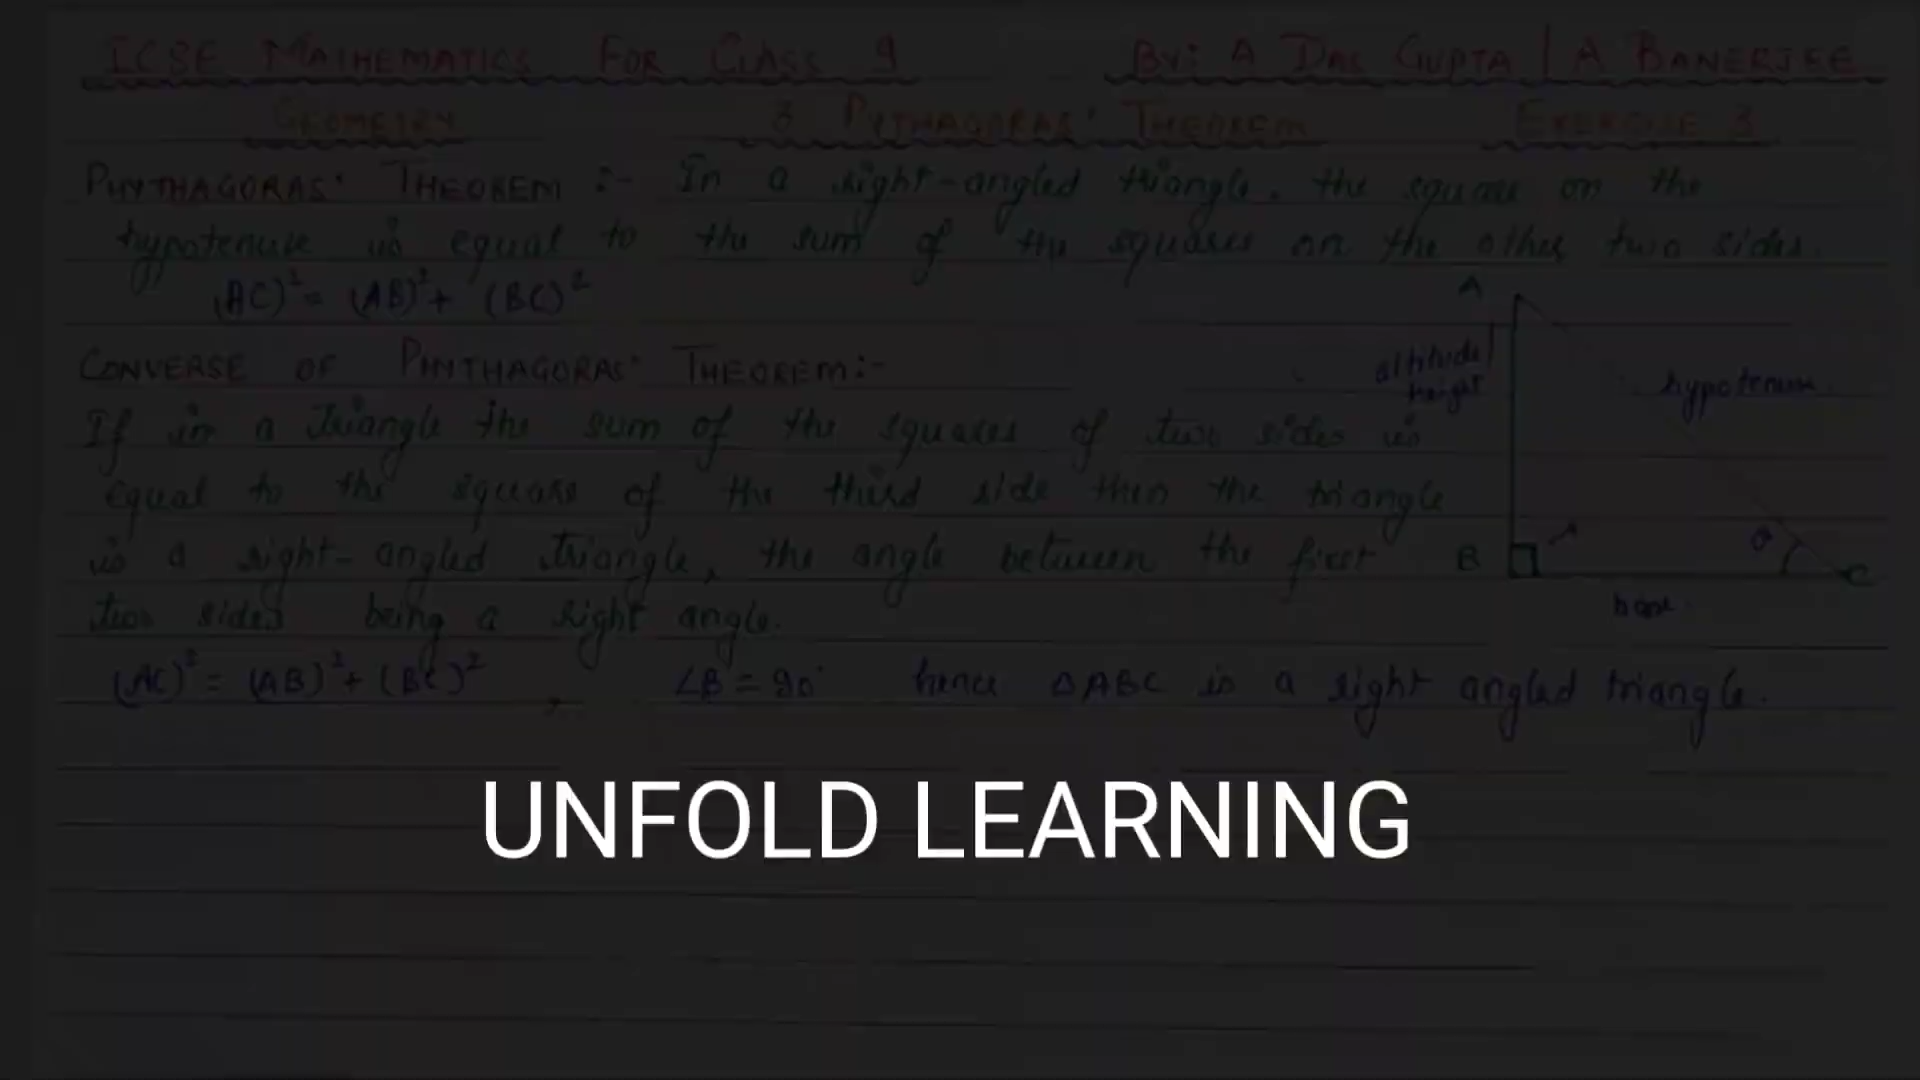 ICSE MATHEMATICS FOR CLASS 9 BY: A DAS GUPTA | A BANERJEE
GEOMETRY 3 PYTHAGORAS' THEOREM EXERCISE 3
PHYTHAGORAS' THEOREM :- In a right-angled triangle, the square on the
hypotenuse is equal to the sum of the squares on the other two sides.
(AC)² = (AB)² + (BC)²
A
altitude/
height
hypotenuse
CONVERSE OF PHYTHAGORAS' THEOREM:-
If in a triangle the sum of the squares of two sides is
equal to the square of the third side then the triangle
is a right-angled triangle, the angle between the first
two sides being a right angle.
B
θ
C
base
(AC)² = (AB)² + (BC)², ∠B = 90° hence △ABC is a right angled triangle.
UNFOLD LEARNING